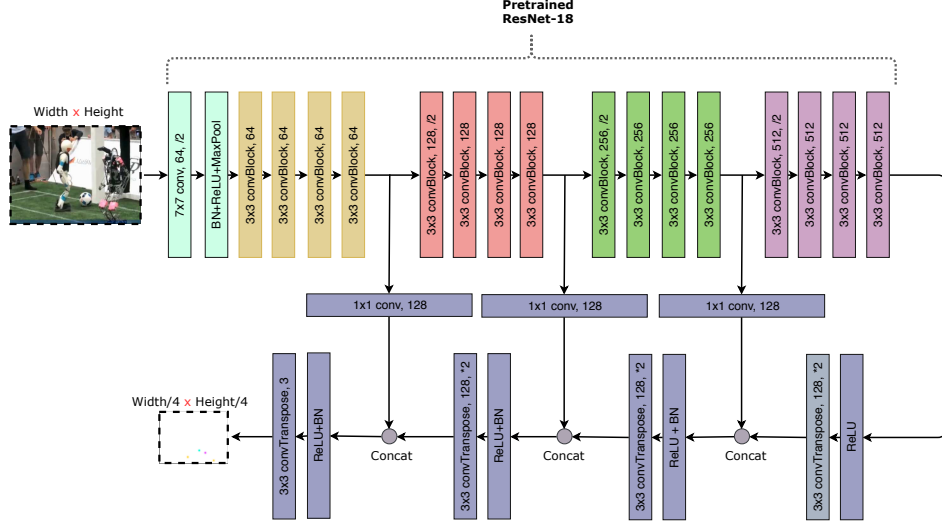 Pretrained
ResNet-18
Width x Height
7x7 conv, 64, /2
BN+ReLU+MaxPool
3x3 convBlock, 64
3x3 convBlock, 64
3x3 convBlock, 64
3x3 convBlock, 64
3x3 convBlock, 128, /2
3x3 convBlock, 128
3x3 convBlock, 128
3x3 convBlock, 128
3x3 convBlock, 256, /2
3x3 convBlock, 256
3x3 convBlock, 256
3x3 convBlock, 256
3x3 convBlock, 512, /2
3x3 convBlock, 512
3x3 convBlock, 512
3x3 convBlock, 512
1x1 conv, 128
1x1 conv, 128
1x1 conv, 128
Width/4 x Height/4
3x3 convTranspose, 3
ReLU+BN
Concat
3x3 convTranspose, 128, *2
ReLU+BN
Concat
3x3 convTranspose, 128, *2
ReLU + BN
Concat
3x3 convTranspose, 128, *2
ReLU